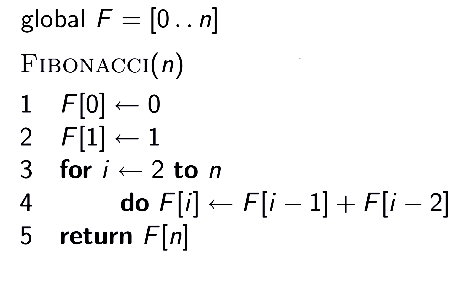 global F = [0 . . n]
FIBONACCI(n)
1 F[0] ← 0
2 F[1] ← 1
3 for i ← 2 to n
4 do F[i] ← F[i − 1] + F[i − 2]
5 return F[n]